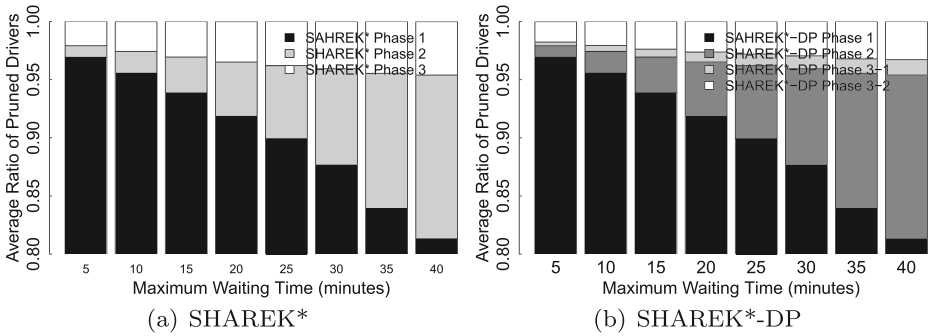 Average Ratio of Pruned Drivers
1.00
0.95
0.90
0.85
0.80
SAHREK* Phase 1
SHAREK* Phase 2
SHAREK* Phase 3
5 10 15 20 25 30 35 40
Maximum Waiting Time (minutes)
(a) SHAREK*
Average Ratio of Pruned Drivers
1.00
0.95
0.90
0.85
0.80
SAHREK*−DP Phase 1
SHAREK*−DP Phase 2
SHAREK*−DP Phase 3−1
SHAREK*−DP Phase 3−2
5 10 15 20 25 30 35 40
Maximum Waiting Time (minutes)
(b) SHAREK*-DP